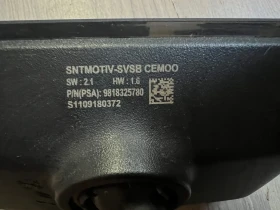 SNTMOTIV-SVSB CEMOO
SW : 2.1 HW : 1.6
P/N(PSA): 9818325780
S1109180372